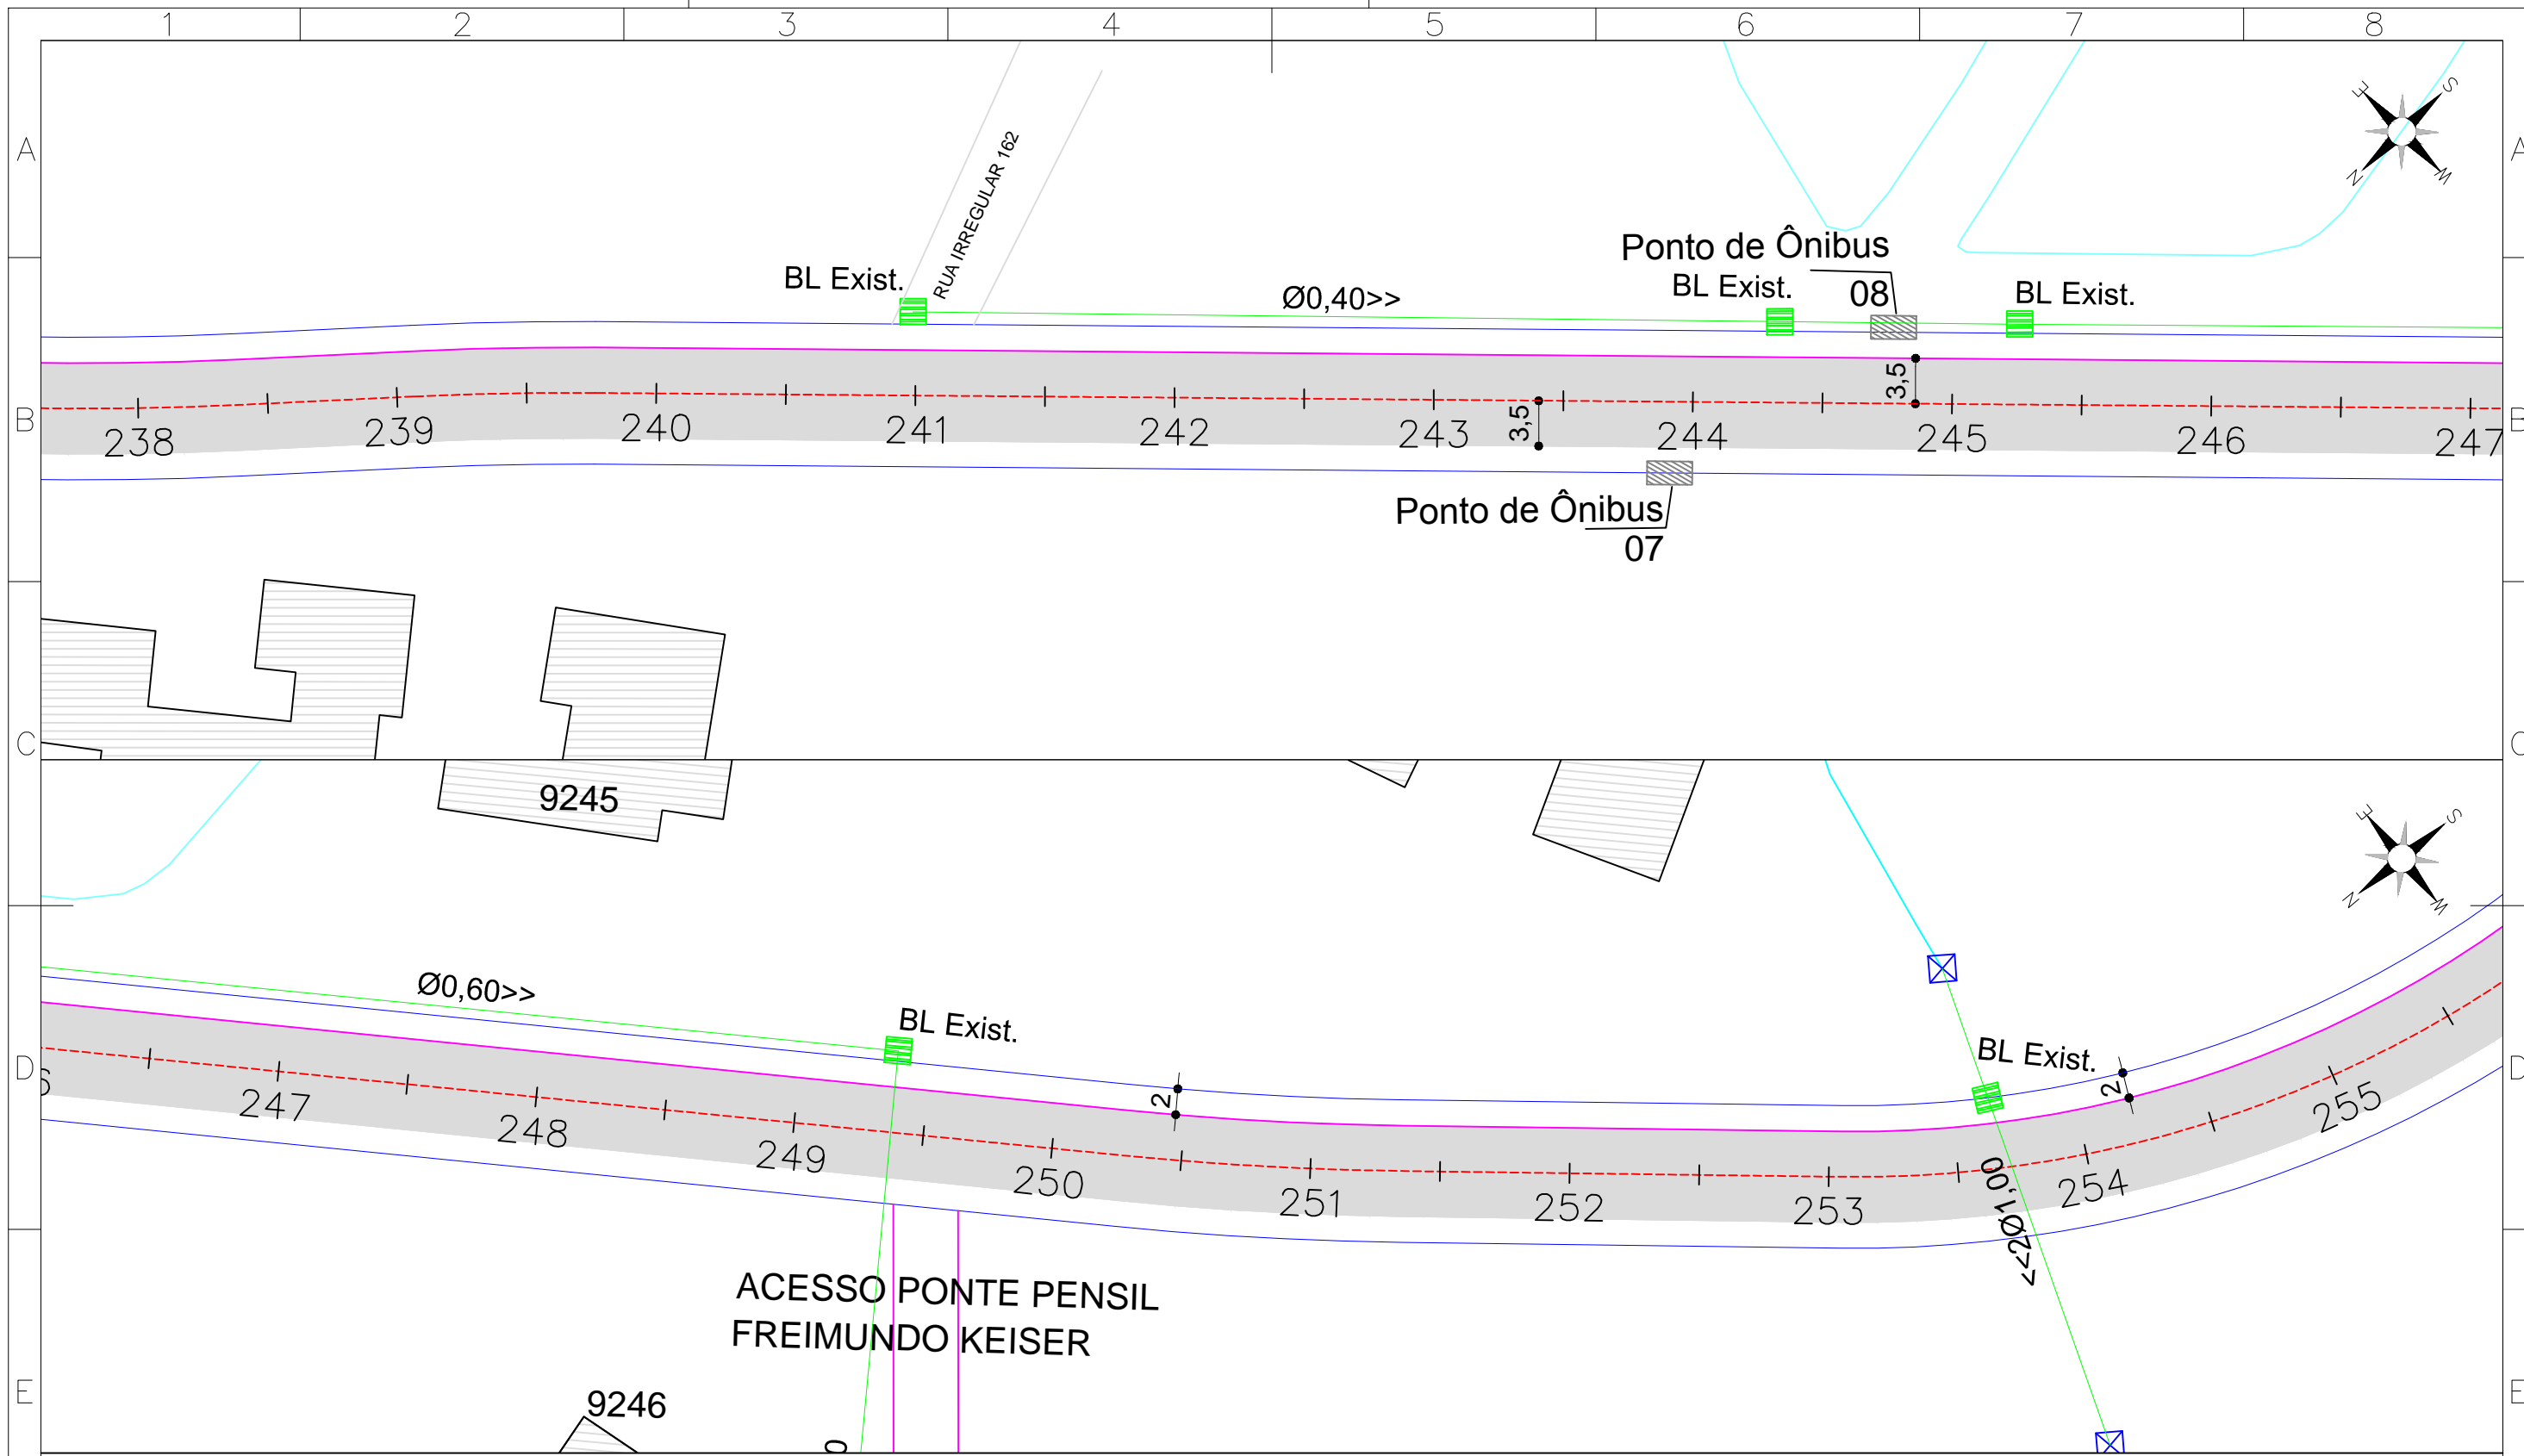 1 2 3 4 5 6 7 8
A A
E S
N W
RUA IRREGULAR 162
Ponto de Ônibus
08
BL Exist.
Ø0,40>>
BL Exist.
BL Exist.
3,5
3,5
B B
238 239 240 241 242 243 244 245 246 247
Ponto de Ônibus
07
C C
9245
E S
N W
Ø0,60>>
BL Exist.
BL Exist.
2
2
D D
247 248 249 250 251 252 253 254 255
<<2Ø1,00
ACESSO PONTE PENSIL
FREIMUNDO KEISER
E E
9246
0